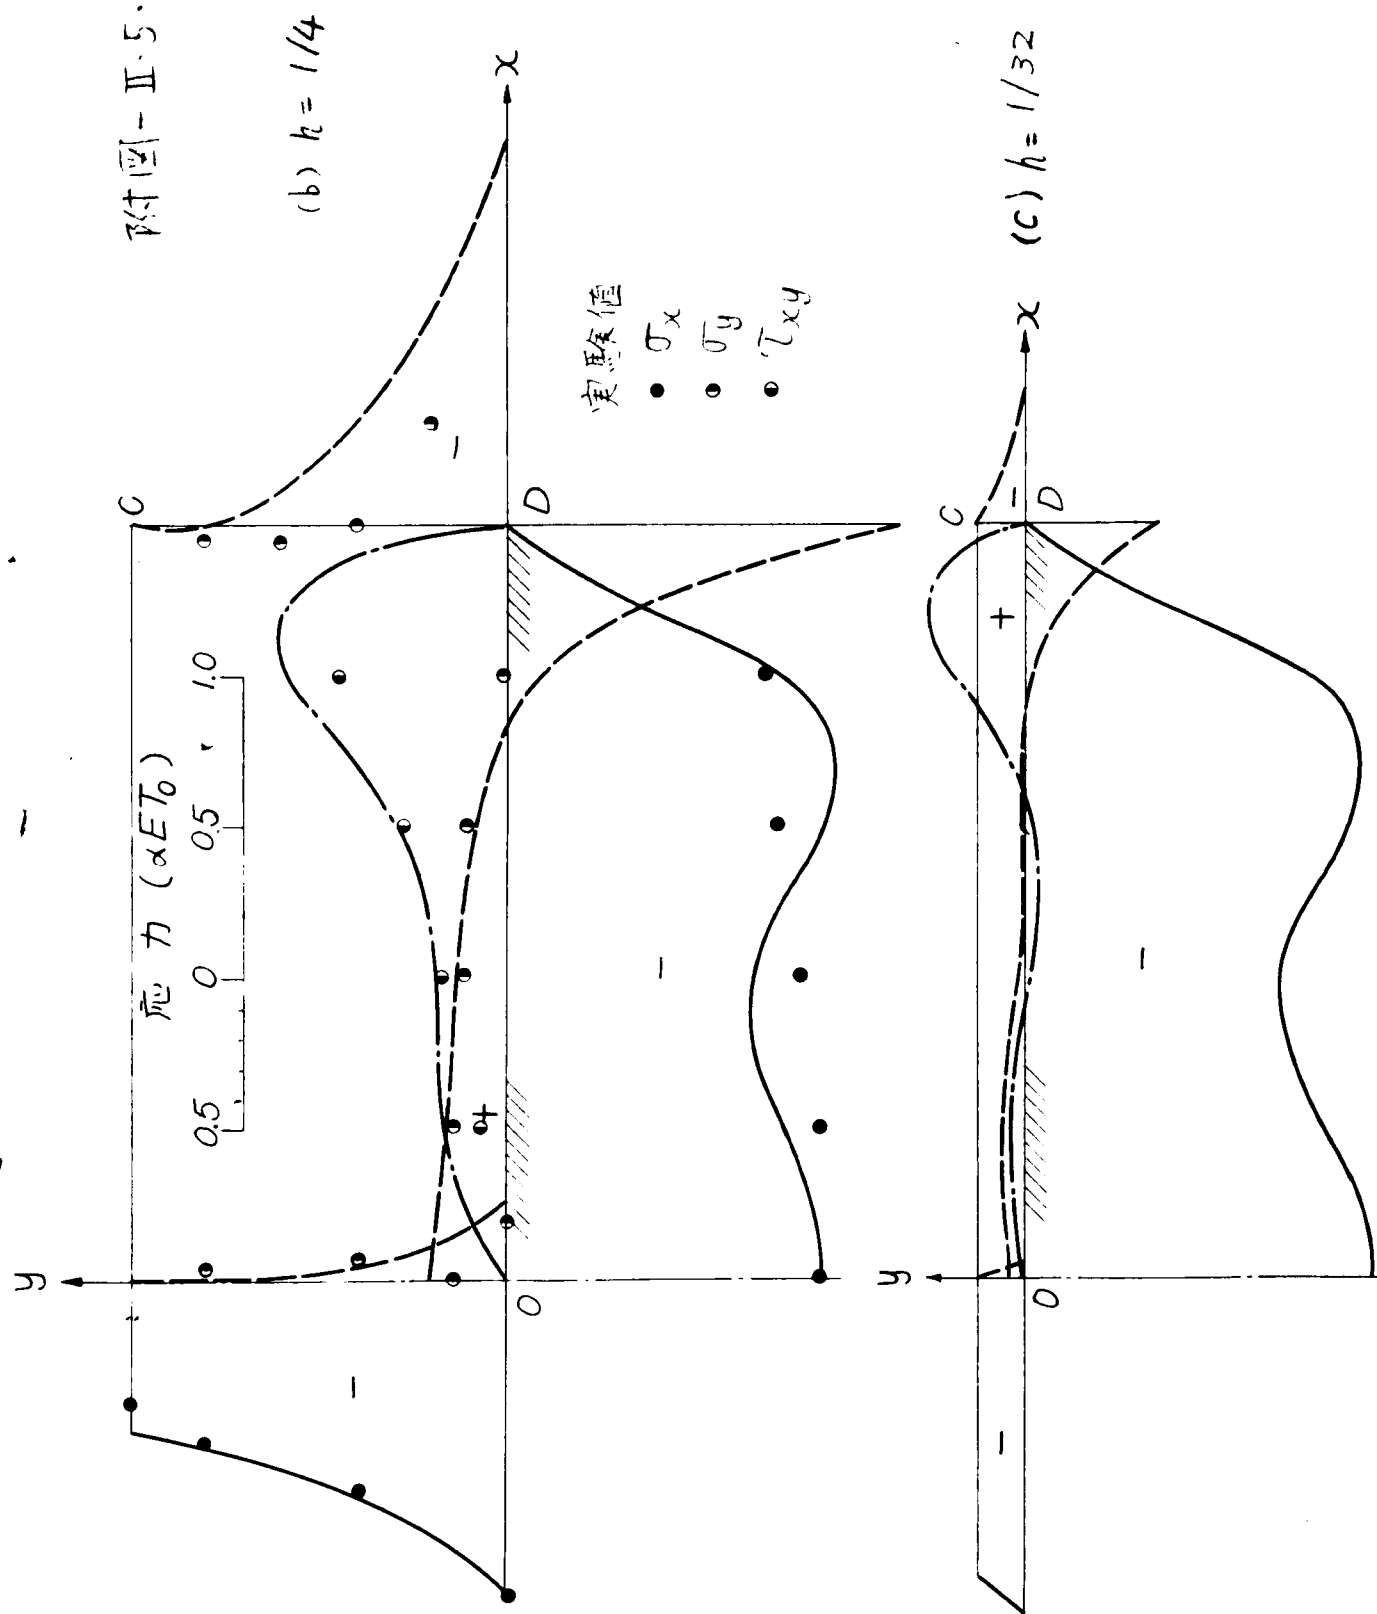 附図-II·5·
(b) h = 1/4
y
応力 (αET₀)
0.5 0 0.5 1.0
C
-
-
+
-
O
D
x
実験値
● σx
◒ σy
◒ τxy
(c) h = 1/32
y
C
-
+
-
-
O
D
x